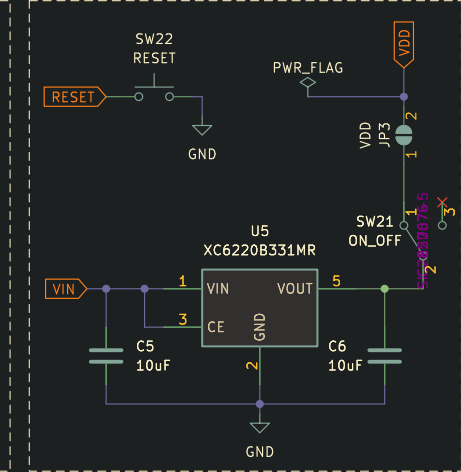 SW22
RESET
RESET
GND
VDD
PWR_FLAG
2
VDD
JP3
1
SW21
ON_OFF
1
3
2
U5
XC6220B331MR
VIN
1
VIN
VOUT
5
3
CE
GND
2
C5
10uF
C6
10uF
GND